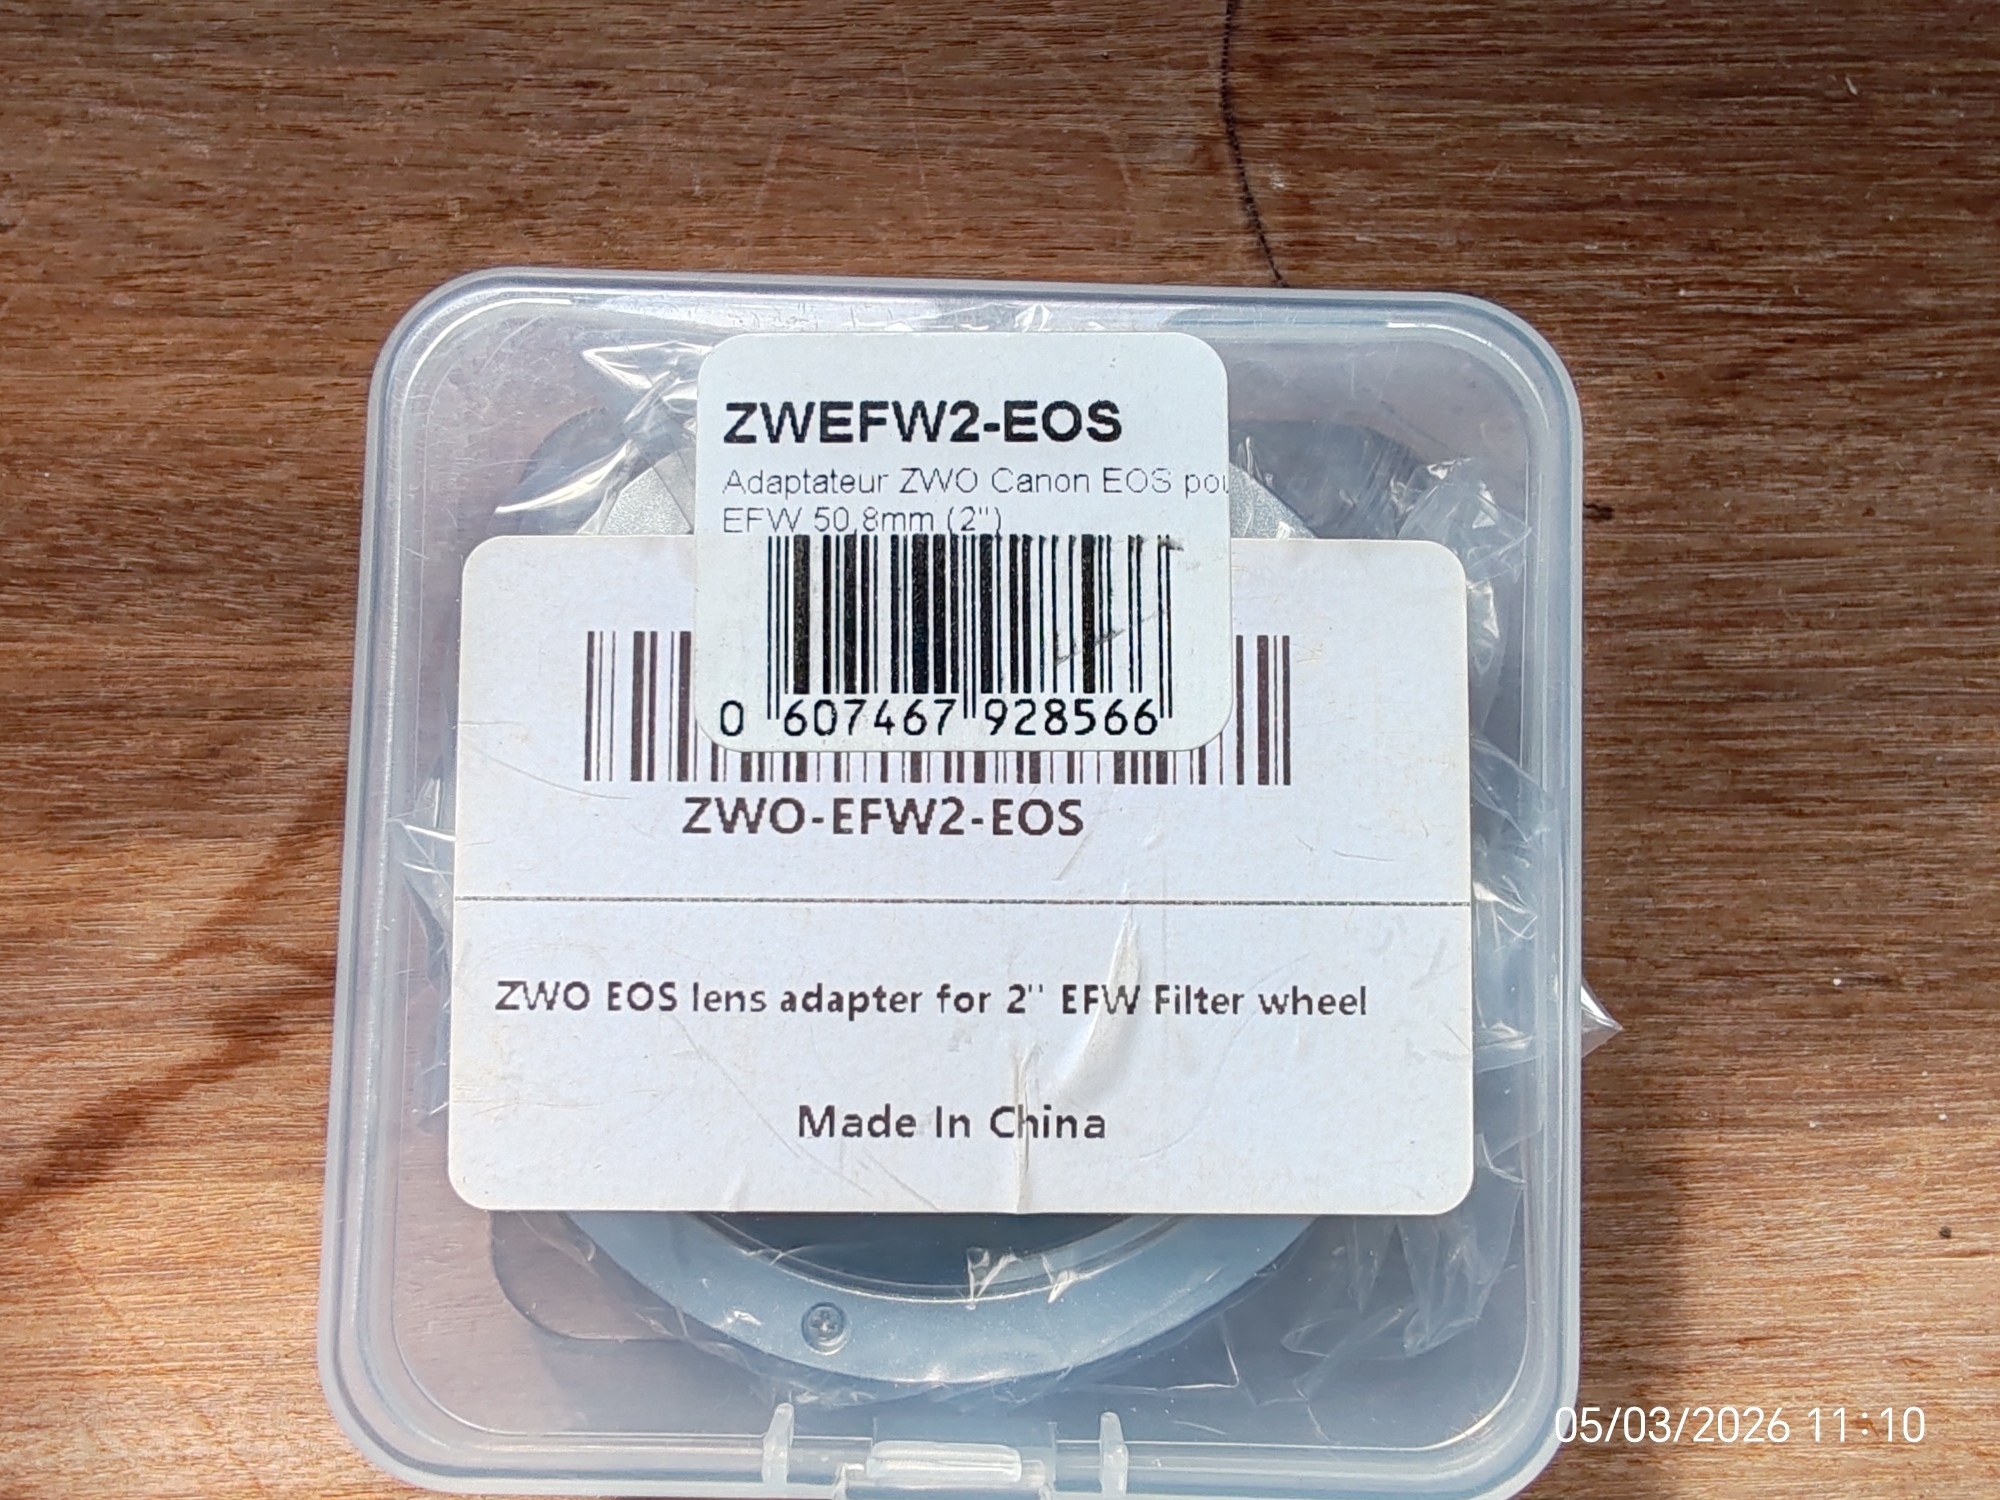 ZWEFW2-EOS
Adaptateur ZWO Canon EOS pou
EFW 50,8mm (2")
0 607467 928566
ZWO-EFW2-EOS
ZWO EOS lens adapter for 2'' EFW Filter wheel
Made In China
05/03/2026 11:10